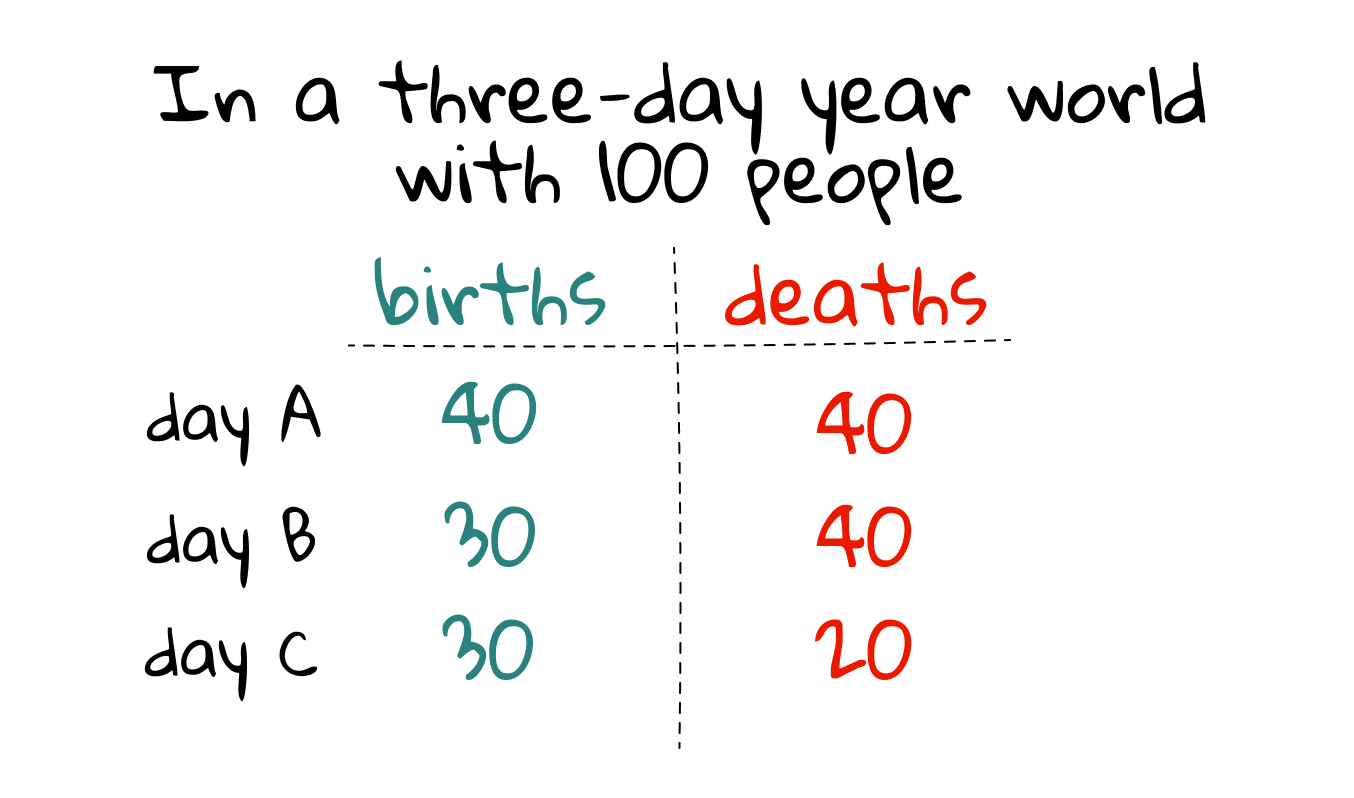 In a three-day year world
with 100 people
births deaths
day A 40 40
day B 30 40
day C 30 20